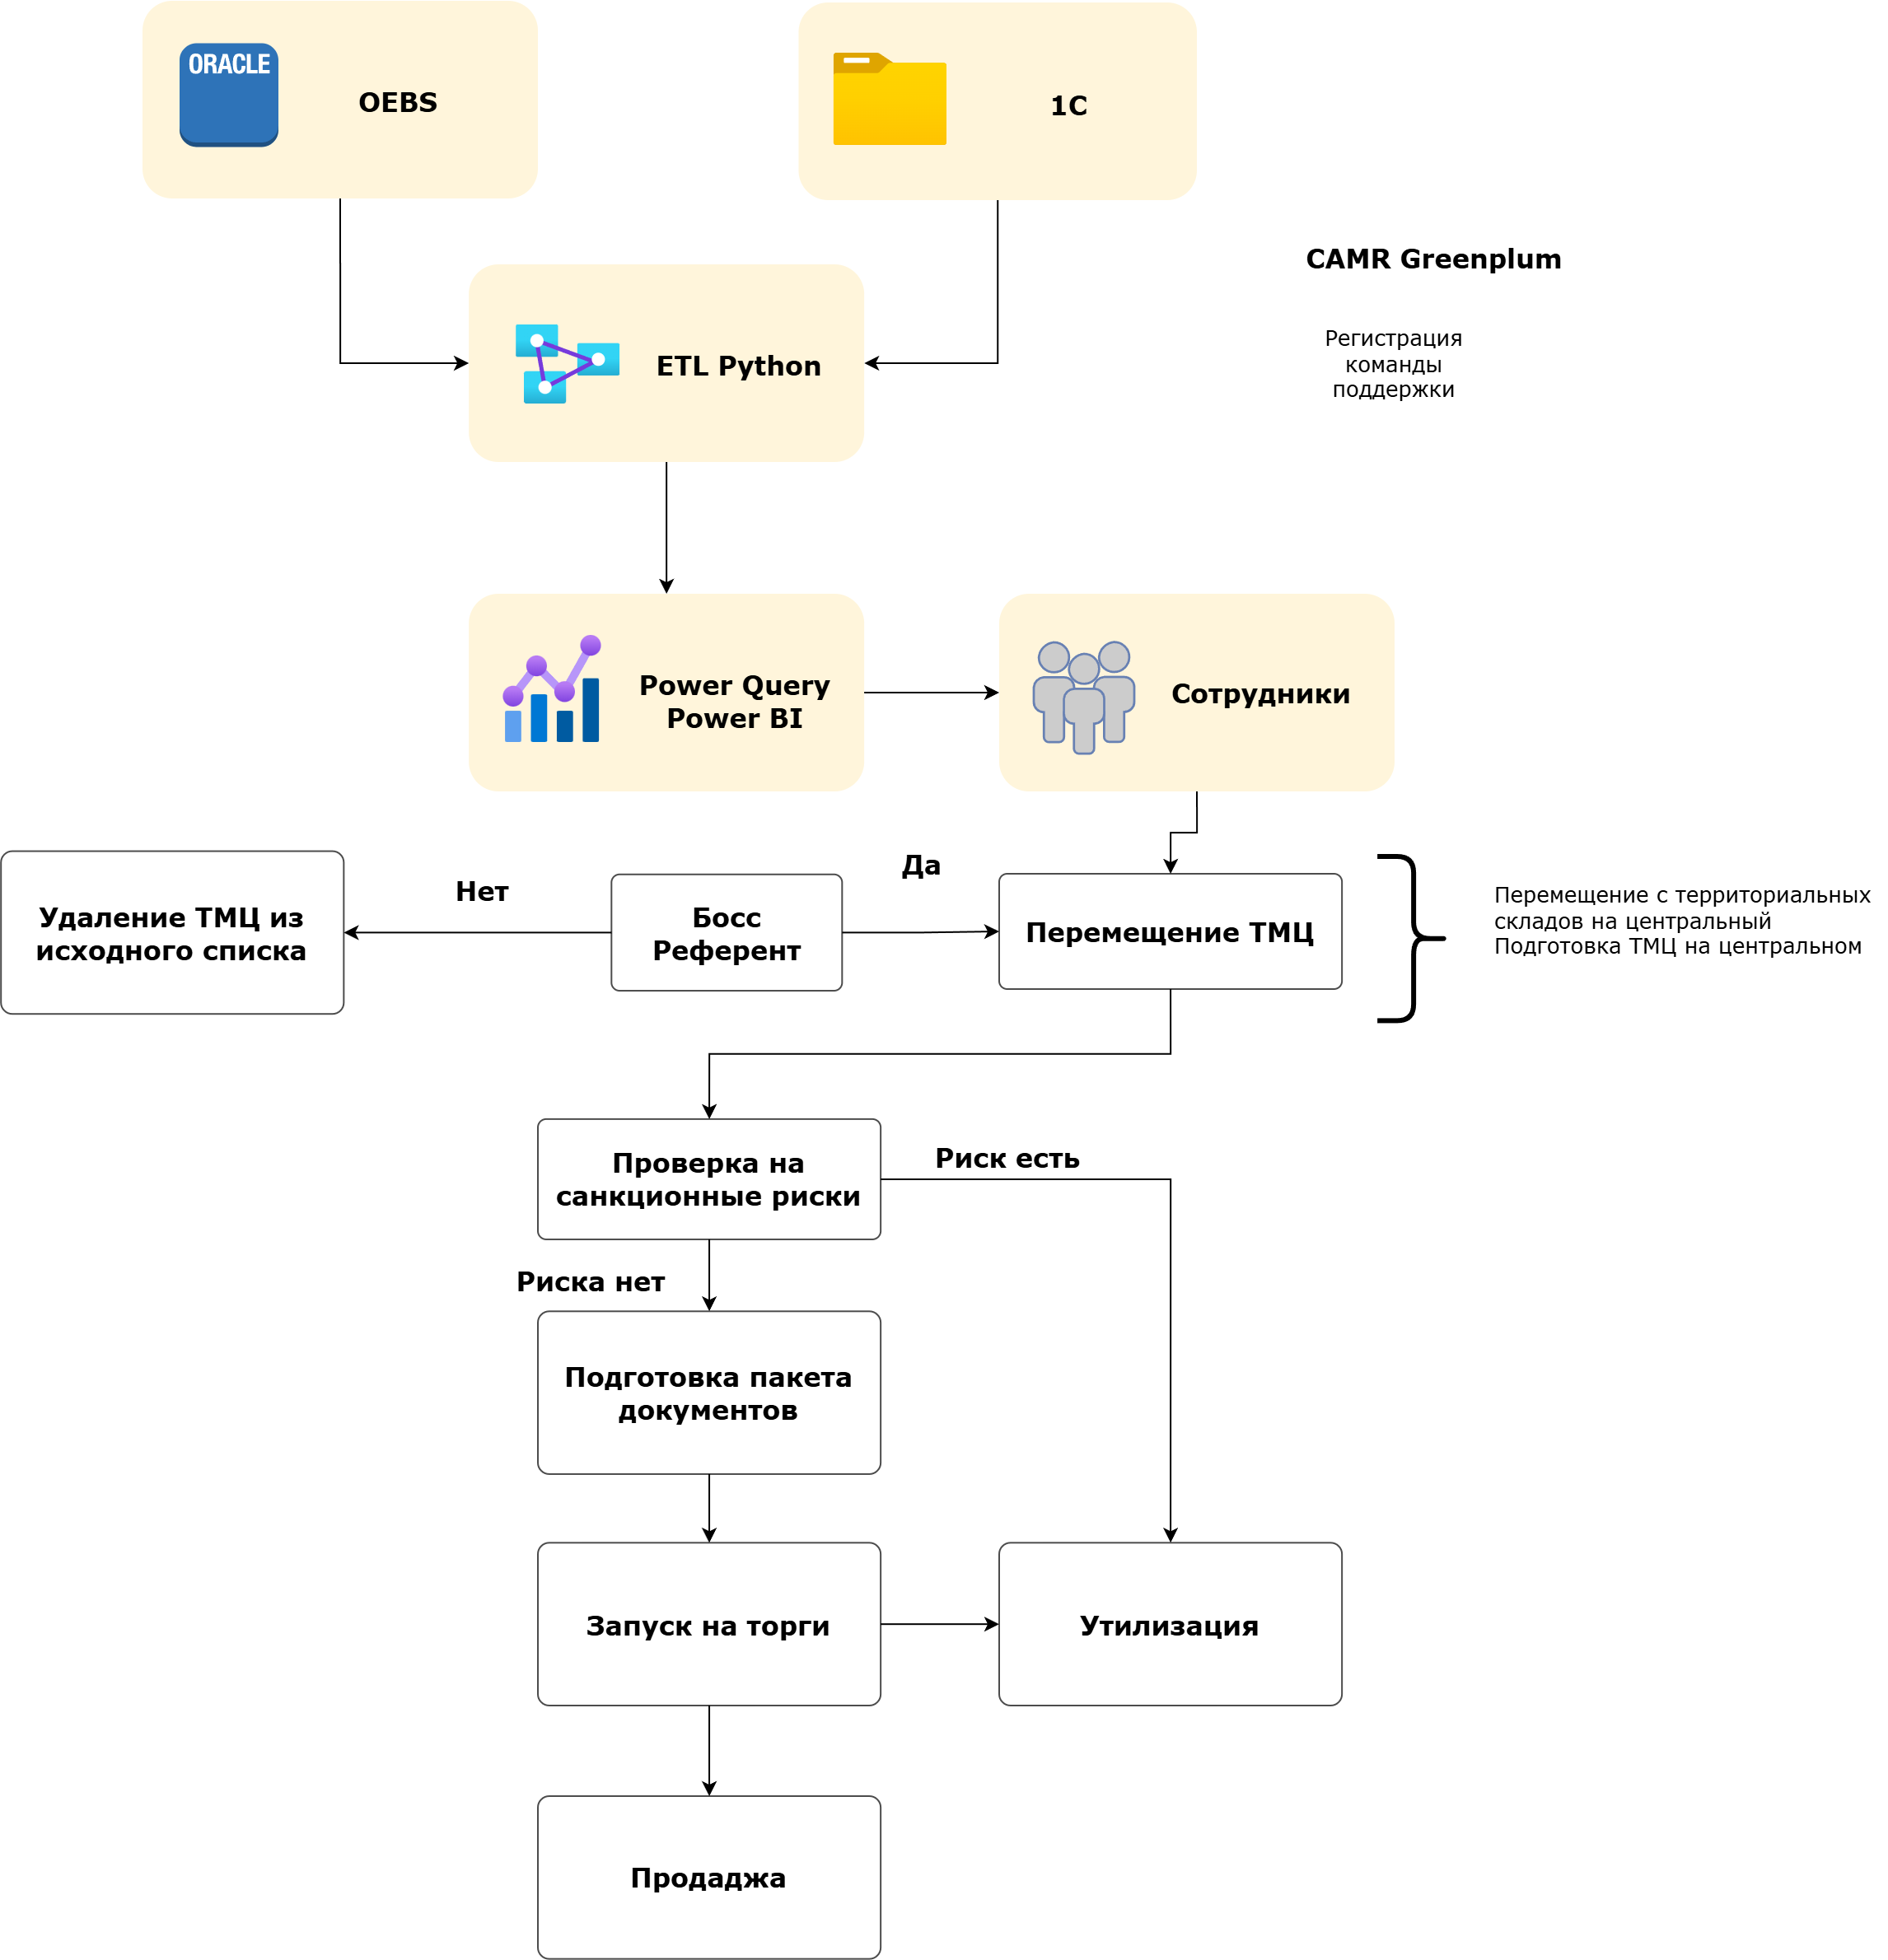 ORACLE
OEBS
1C
CAMR Greenplum
Регистрация
команды
поддержки
ETL Python
Power Query
Power BI
Сотрудники
Да
Нет
Удаление ТМЦ из
исходного списка
Босс
Референт
Перемещение ТМЦ
Перемещение с территориальных
складов на центральный
Подготовка ТМЦ на центральном
Проверка на
санкционные риски
Риск есть
Риска нет
Подготовка пакета
документов
Запуск на торги
Утилизация
Продаджа